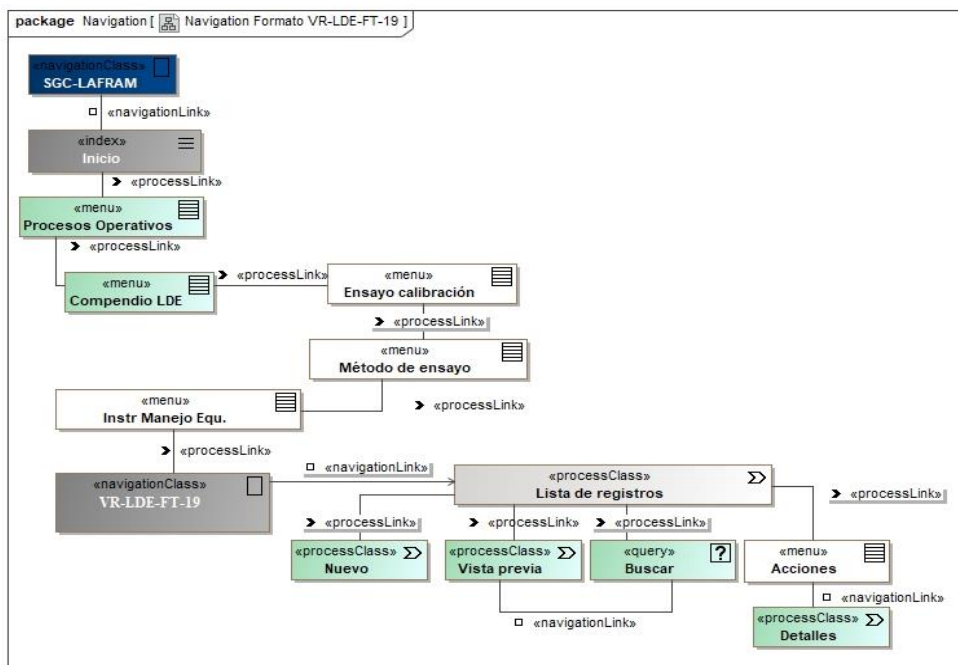 package Navigation [ Navigation Formato VR-LDE-FT-19 ]
«navigationClass»
SGC-LAFRAM
«navigationLink»
«index»
Inicio
«processLink»
«menu»
Procesos Operativos
«processLink»
«menu»
Compendio LDE
«processLink»
«menu»
Ensayo calibración
«processLink»
«menu»
Método de ensayo
«processLink»
«menu»
Instr Manejo Equ.
«processLink»
«navigationClass»
VR-LDE-FT-19
«navigationLink»
«processClass»
Lista de registros
«processLink»
«processLink»
«processLink»
«processLink»
«processClass»
Nuevo
«processClass»
Vista previa
«query»
?
Buscar
«navigationLink»
«menu»
Acciones
«navigationLink»
«processClass»
Detalles